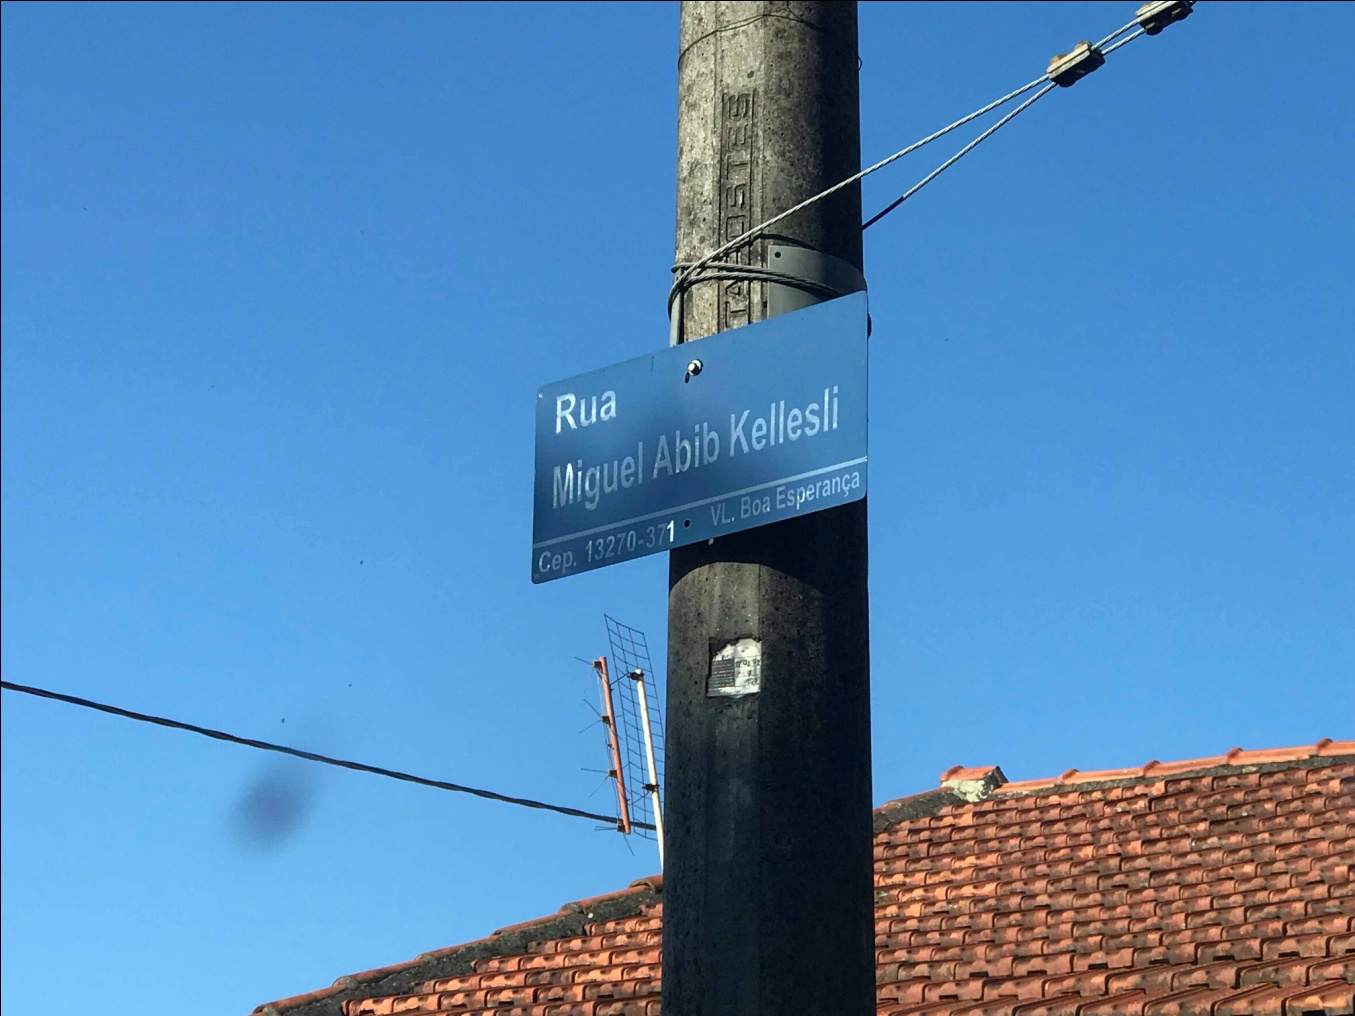 Rua
Miguel Abib Kellesli
Cep. 13270-371 VL. Boa Esperança